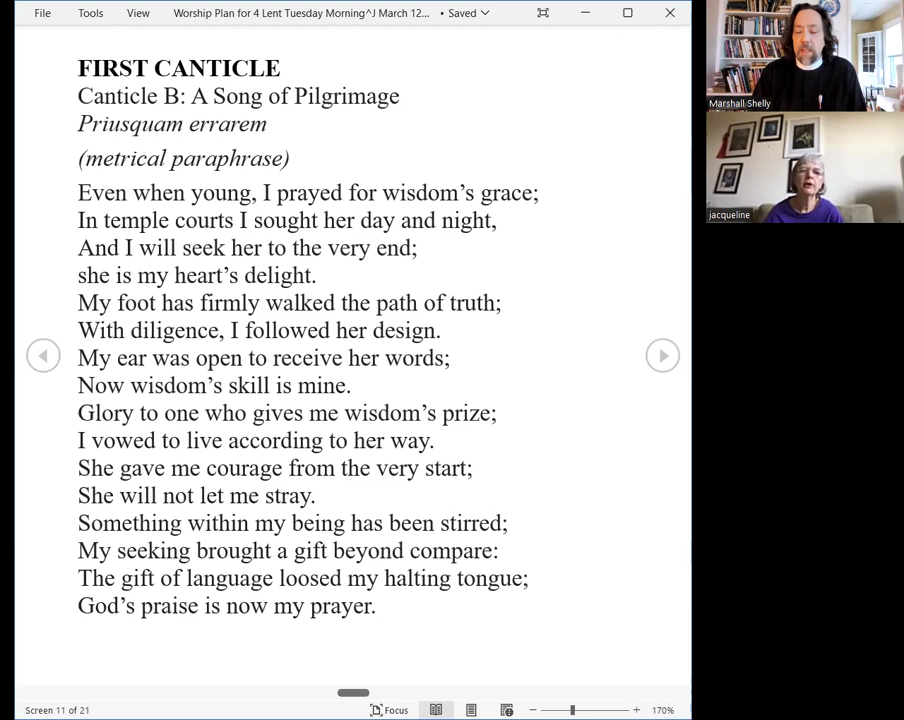 File Tools View Worship Plan for 4 Lent Tuesday Morning^J March 12... • Saved
FIRST CANTICLE
Canticle B: A Song of Pilgrimage
Priusquam errarem
(metrical paraphrase)
Even when young, I prayed for wisdom’s grace;
In temple courts I sought her day and night,
And I will seek her to the very end;
she is my heart’s delight.
My foot has firmly walked the path of truth;
With diligence, I followed her design.
My ear was open to receive her words;
Now wisdom’s skill is mine.
Glory to one who gives me wisdom’s prize;
I vowed to live according to her way.
She gave me courage from the very start;
She will not let me stray.
Something within my being has been stirred;
My seeking brought a gift beyond compare:
The gift of language loosed my halting tongue;
God’s praise is now my prayer.
Screen 11 of 21 Focus 170%
Marshall Shelly
jacqueline